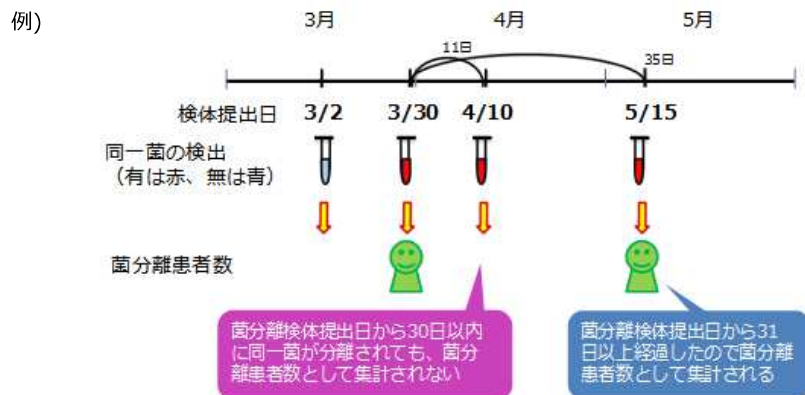 例)
3月 4月 5月
11日
35日
検体提出日 3/2 3/30 4/10 5/15
同一菌の検出
（有は赤、無は青）
菌分離患者数
菌分離検体提出日から30日以内
に同一菌が分離されても、菌分
離患者数として集計されない
菌分離検体提出日から31
日以上経過したので菌分離
患者数として集計される